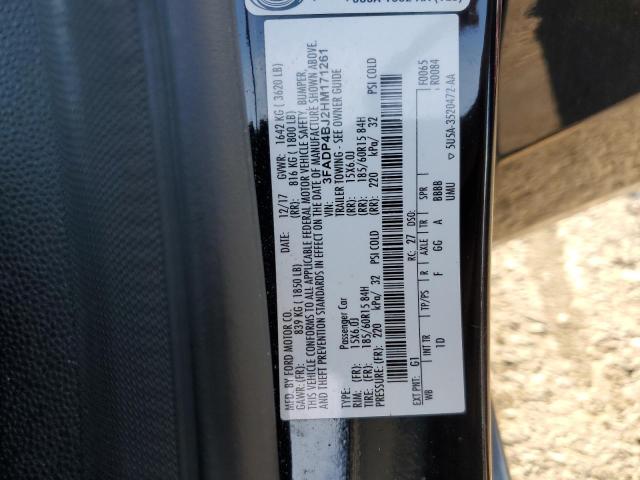 MFD. BY FORD MOTOR CO.
DATE: 12/17 GVWR: 1642 KG ( 3620 LB)
GAWR: (FR): 839 KG ( 1850 LB) (RR): 816 KG ( 1800 LB)
THIS VEHICLE CONFORMS TO ALL APPLICABLE FEDERAL MOTOR VEHICLE SAFETY, BUMPER,
AND THEFT PREVENTION STANDARDS IN EFFECT ON THE DATE OF MANUFACTURE SHOWN ABOVE.
VIN: 3FADP4BJ2HM171261
TYPE: Passenger Car TRAILER TOWING - SEE OWNER GUIDE
RIM: (FR): 15X6.0J (RR): 15X6.0J
TIRE: (FR): 185/60R15 84H (RR): 185/60R15 84H
PRESSURE (FR): 220 kPa/ 32 PSI COLD (RR): 220 kPa/ 32 PSI COLD
EXT PNT: G1 RC: 27 DSO: F0065
R0084
WB INT TR TP/PS R AXLE TR SPR
1D F GG A BBBB
UMU
▽ 5U5A-3520472-AA